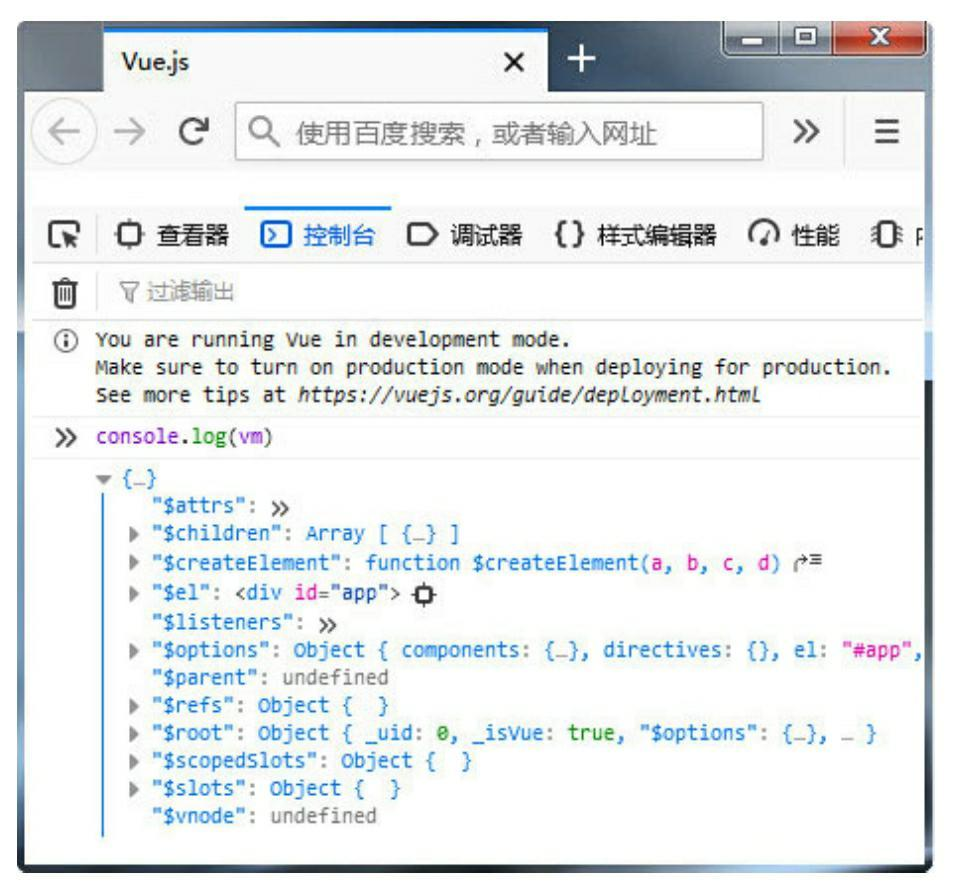 Vue.js
使用百度搜索，或者输入网址
查看器 控制台 调试器 {} 样式编辑器 性能
过滤输出
You are running Vue in development mode.
Make sure to turn on production mode when deploying for production.
See more tips at https://vuejs.org/guide/deployment.html
» console.log(vm)
{…}
"$attrs": »
"$children": Array [ {…} ]
"$createElement": function $createElement(a, b, c, d)
"$el": <div id="app">
"$listeners": »
"$options": Object { components: {…}, directives: {}, el: "#app",
"$parent": undefined
"$refs": Object { }
"$root": Object { _uid: 0, _isVue: true, "$options": {…}, … }
"$scopedSlots": Object { }
"$slots": Object { }
"$vnode": undefined